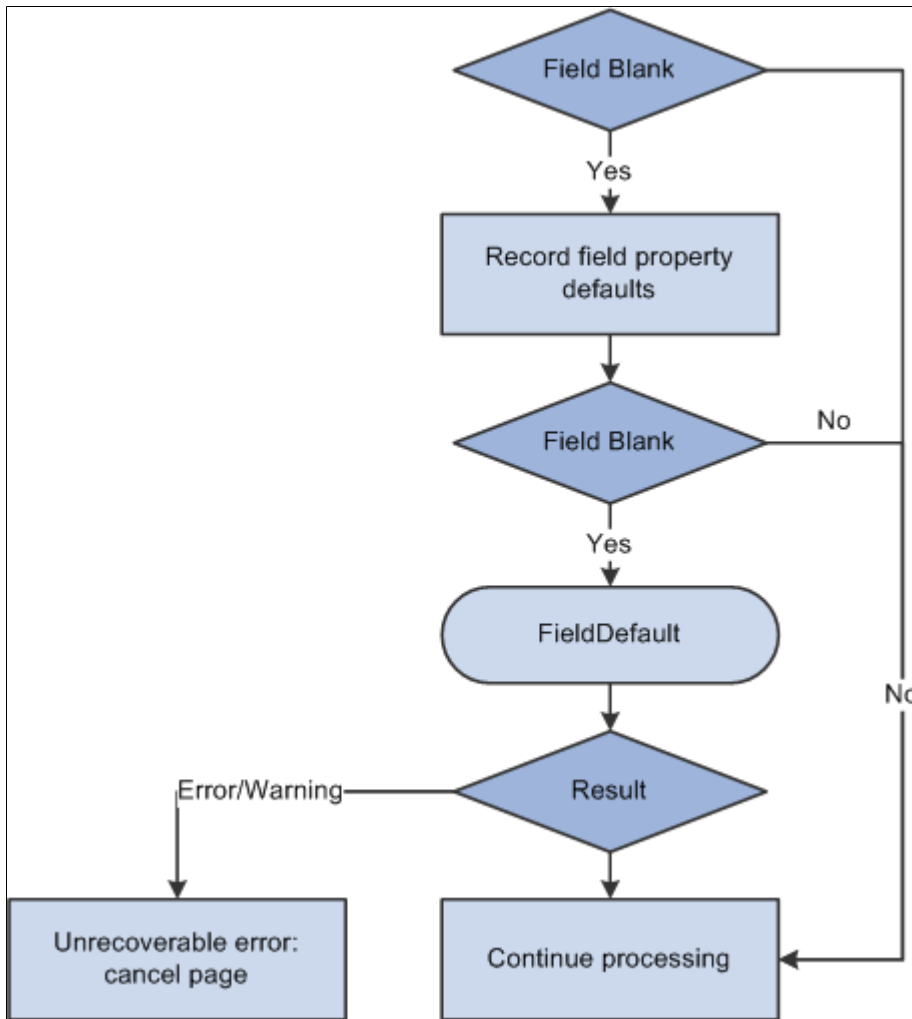 Field Blank
Yes
Record field property
defaults
Field Blank
No
Yes
FieldDefault
No
Error/Warning
Result
Unrecoverable error:
cancel page
Continue processing